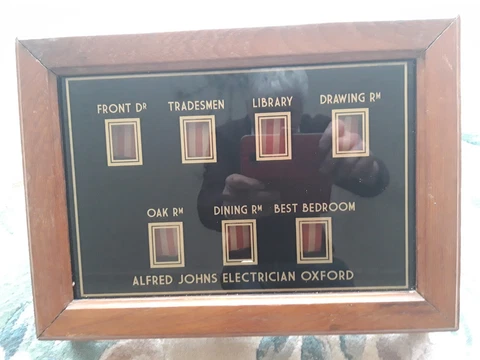 FRONT DR TRADESMEN LIBRARY DRAWING RM
OAK RM DINING RM BEST BEDROOM
ALFRED JOHNS ELECTRICIAN OXFORD